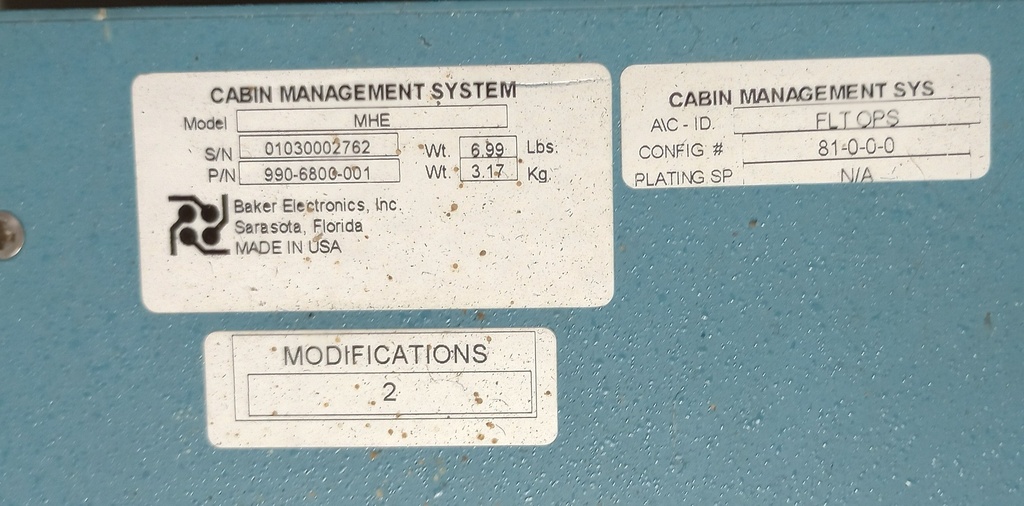 CABIN MANAGEMENT SYSTEM
Model MHE
S/N 01030002762 Wt. 6.99 Lbs.
P/N 990-6800-001 Wt. 3.17 Kg.
Baker Electronics, Inc.
Sarasota, Florida
MADE IN USA
CABIN MANAGEMENT SYS
A\C - ID. FLT OPS
CONFIG # 81-0-0-0
PLATING SP N/A
MODIFICATIONS
2